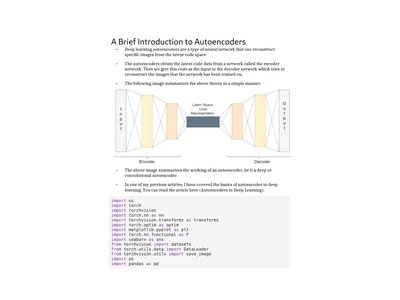 A Brief Introduction to Autoencoders
• Deep learning autoencoders are a type of neural network that can reconstruct
specific images from the latent code space.
• The autoencoders obtain the latent code data from a network called the encoder
network. Then we give this code as the input to the decoder network which tries to
reconstruct the images that the network has been trained on.
• The following image summarizes the above theory in a simple manner.
Input
Latent Space
Code
Representation
Output
Encoder
Decoder
• The above image summarizes the working of an autoencoder, be it a deep or
convolutional autoencoder.
• In one of my previous articles, I have covered the basics of autoencoder in deep
learning. You can read the article here (Autoencoders in Deep Learning).
import os
import torch
import torchvision
import torch.nn as nn
import torchvision.transforms as transforms
import torch.optim as optim
import matplotlib.pyplot as plt
import torch.nn.functional as F
import seaborn as sns
from torchvision import datasets
from torch.utils.data import DataLoader
from torchvision.utils import save_image
import os
import pandas as pd